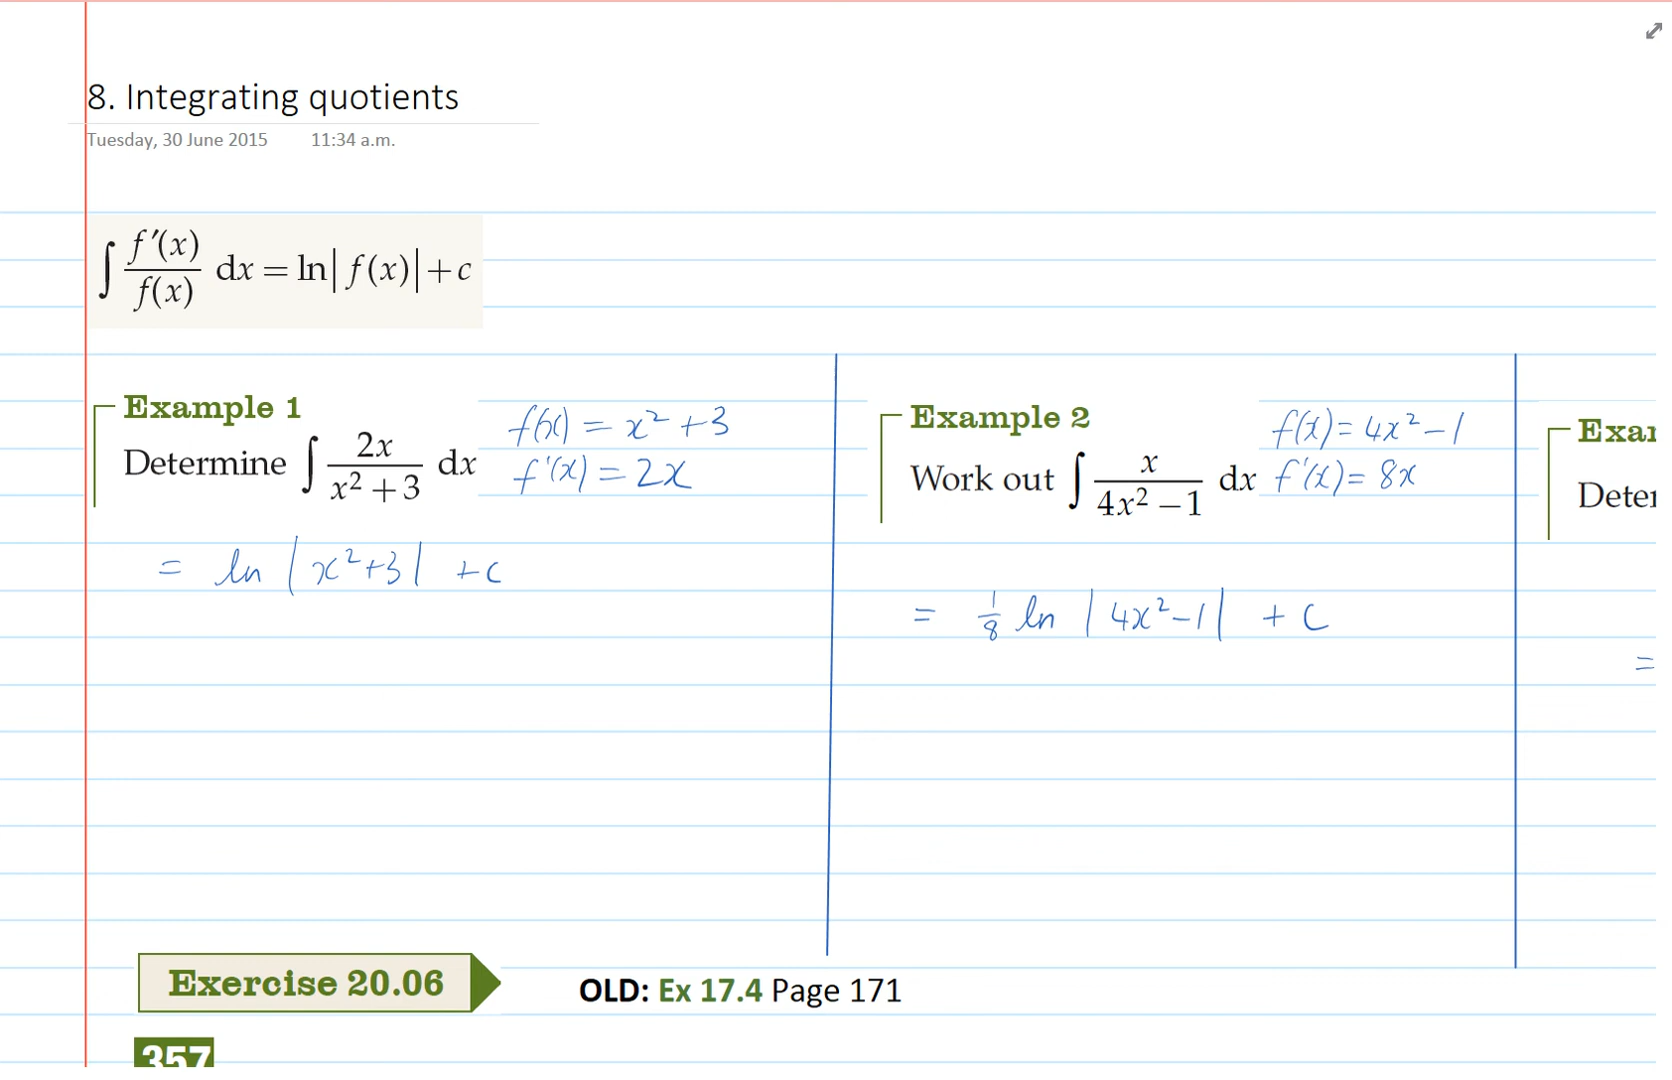 8. Integrating quotients
Tuesday, 30 June 2015 11:34 a.m.
∫ f′(x)/f(x) dx = ln|f(x)| + c
Example 1
Determine ∫ 2x/(x² + 3) dx
f(x) = x² + 3
f'(x) = 2x
= ln |x²+3| + c
Example 2
Work out ∫ x/(4x² − 1) dx
f(x) = 4x² − 1
f'(x) = 8x
= 1/8 ln |4x²−1| + c
Exar
Deter
=
Exercise 20.06
OLD: Ex 17.4 Page 171
357